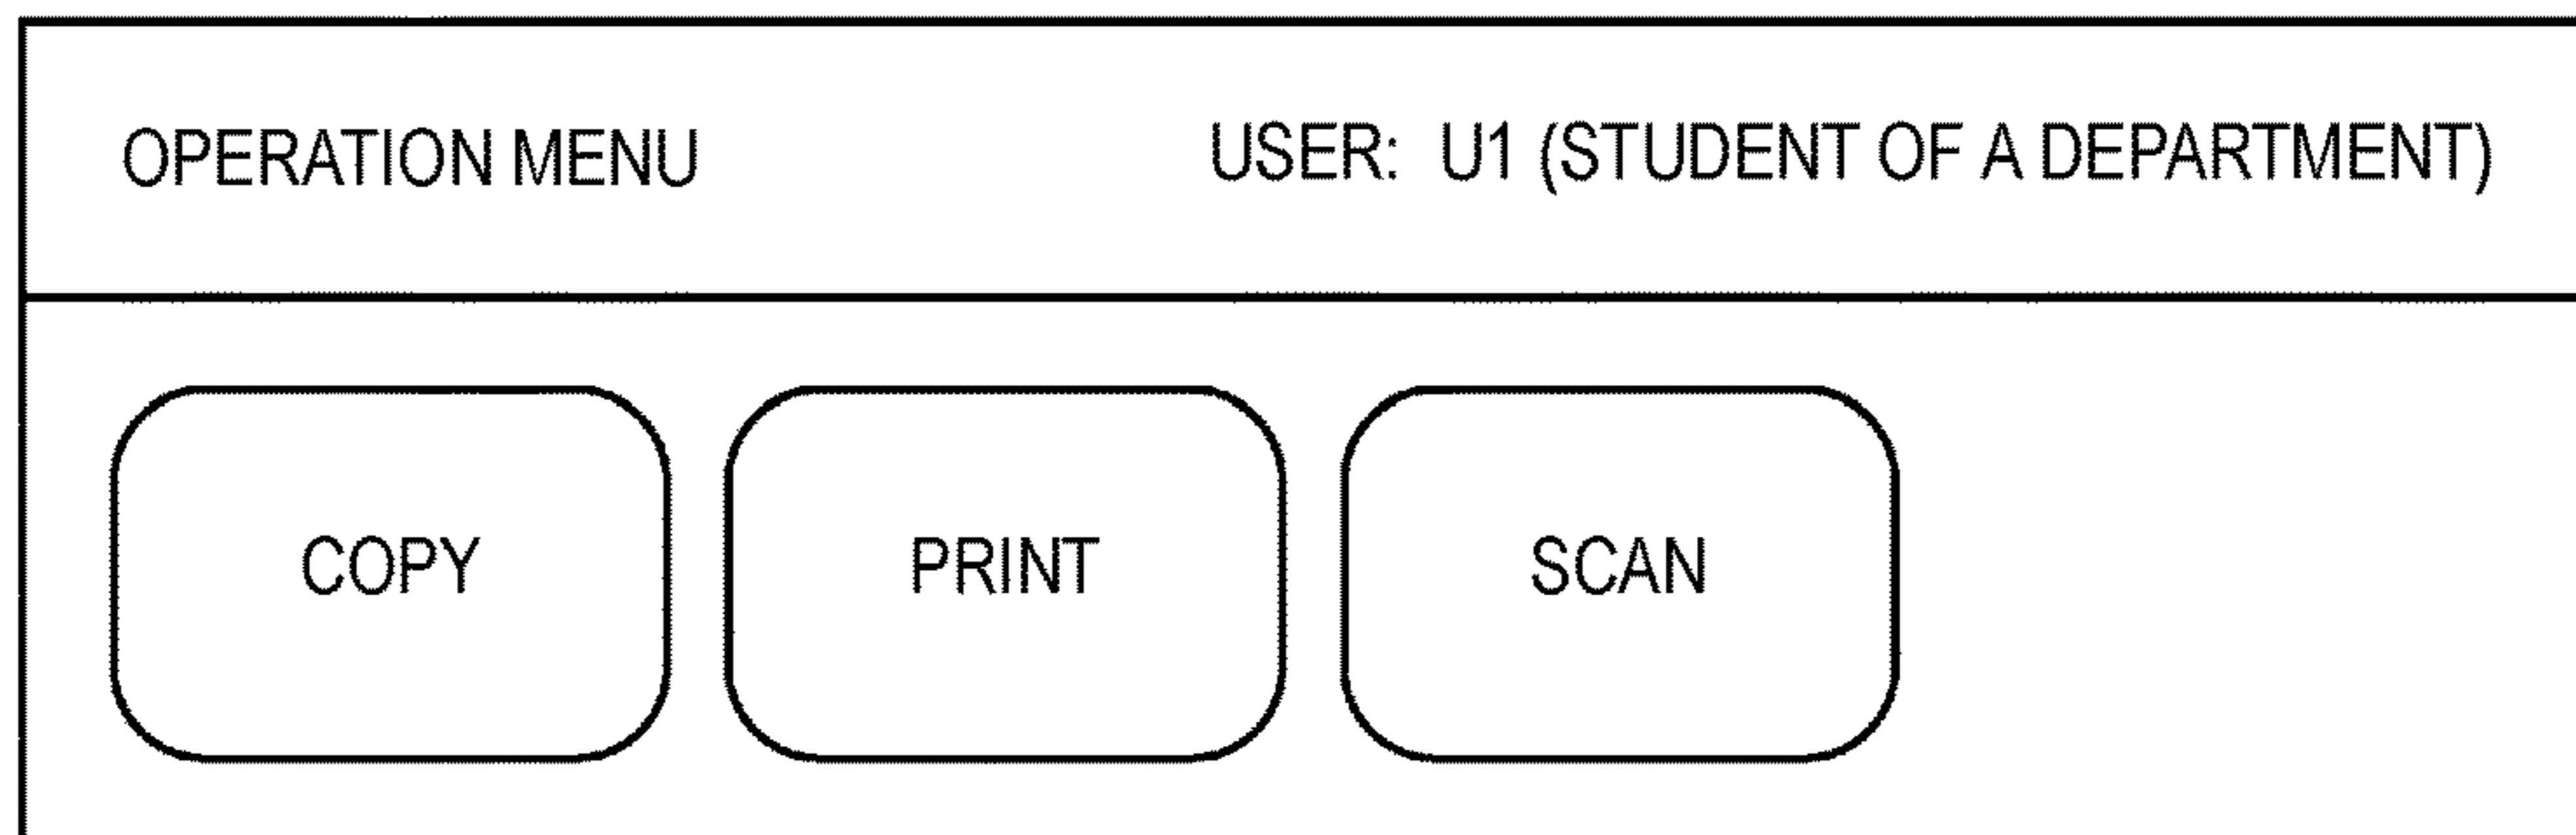 OPERATION MENU
USER: U1 (STUDENT OF A DEPARTMENT)
COPY
PRINT
SCAN